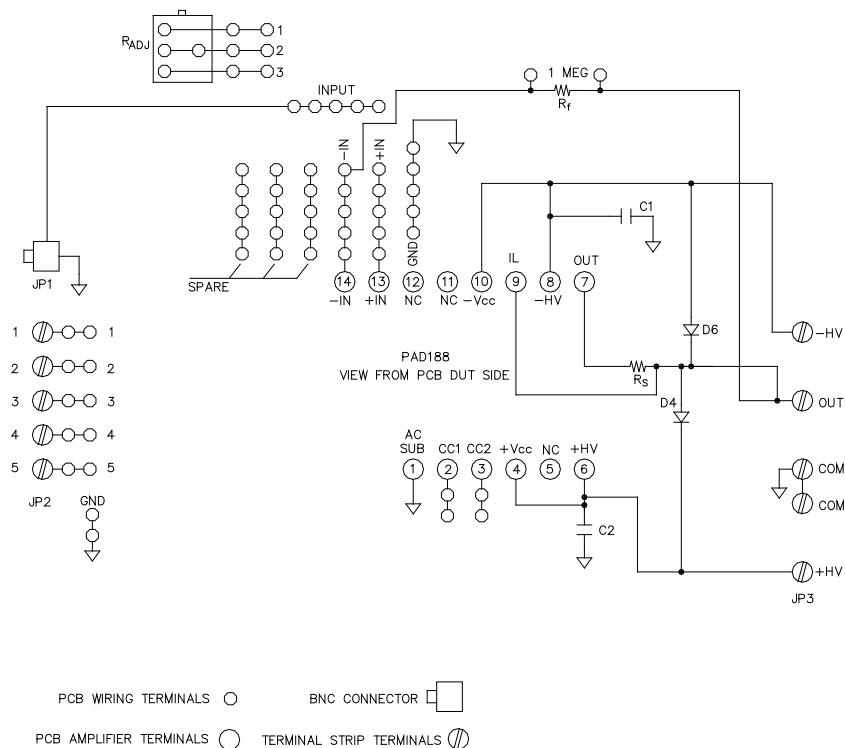 RADJ
1
2
3
INPUT
1 MEG
Rf
-IN
+IN
GND
C1
IL
OUT
14
13
12
11
10
9
8
7
-IN
+IN
NC
NC
-Vcc
-HV
SPARE
JP1
D6
-HV
PAD188
VIEW FROM PCB DUT SIDE
RS
D4
OUT
1 1
2 2
3 3
4 4
5 5
JP2
GND
AC
SUB
CC1
CC2
+Vcc
NC
+HV
1
2
3
4
5
6
C2
COM
COM
+HV
JP3
PCB WIRING TERMINALS
BNC CONNECTOR
PCB AMPLIFIER TERMINALS
TERMINAL STRIP TERMINALS